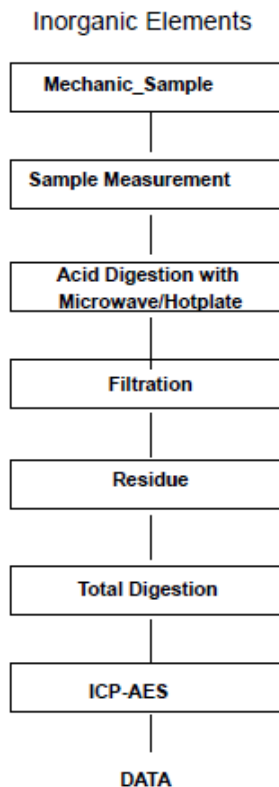 Inorganic Elements
Mechanic_Sample
Sample Measurement
Acid Digestion with
Microwave/Hotplate
Filtration
Residue
Total Digestion
ICP-AES
DATA